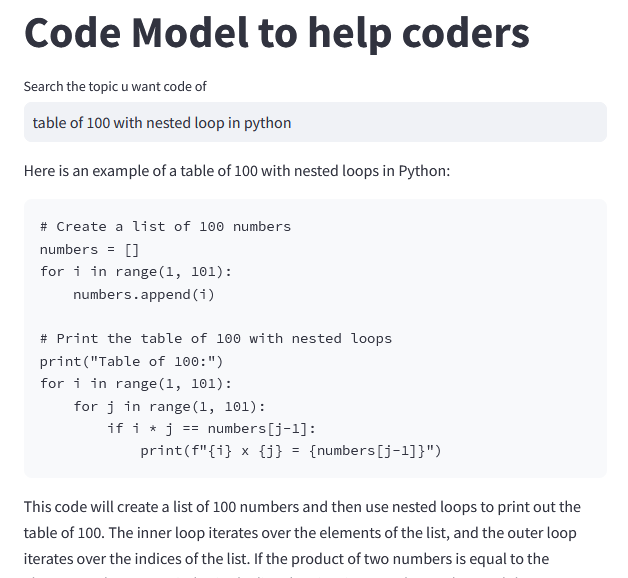 Code Model to help coders
Search the topic u want code of
table of 100 with nested loop in python
Here is an example of a table of 100 with nested loops in Python:
# Create a list of 100 numbers
numbers = []
for i in range(1, 101):
    numbers.append(i)
# Print the table of 100 with nested loops
print("Table of 100:")
for i in range(1, 101):
    for j in range(1, 101):
        if i * j == numbers[j-1]:
            print(f"{i} x {j} = {numbers[j-1]}")
This code will create a list of 100 numbers and then use nested loops to print out the
table of 100. The inner loop iterates over the elements of the list, and the outer loop
iterates over the indices of the list. If the product of two numbers is equal to the